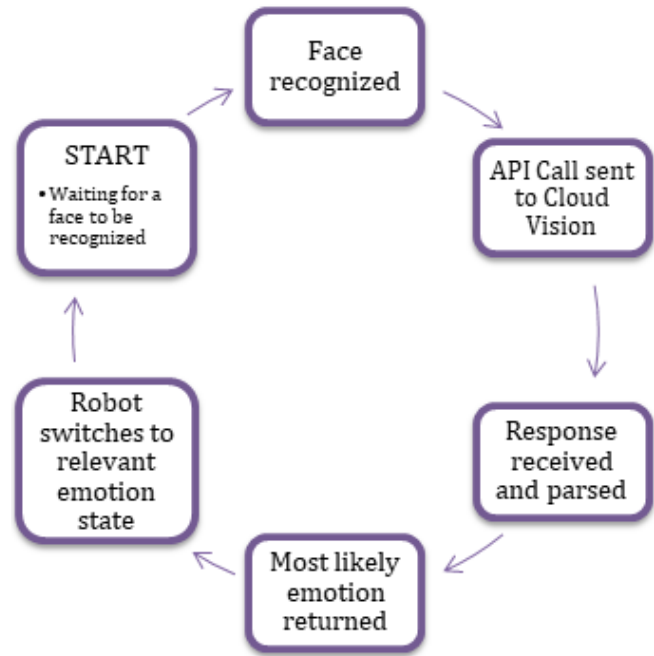 START
• Waiting for a
face to be
recognized
Face
recognized
API Call sent
to Cloud
Vision
Response
received
and parsed
Most likely
emotion
returned
Robot
switches to
relevant
emotion
state